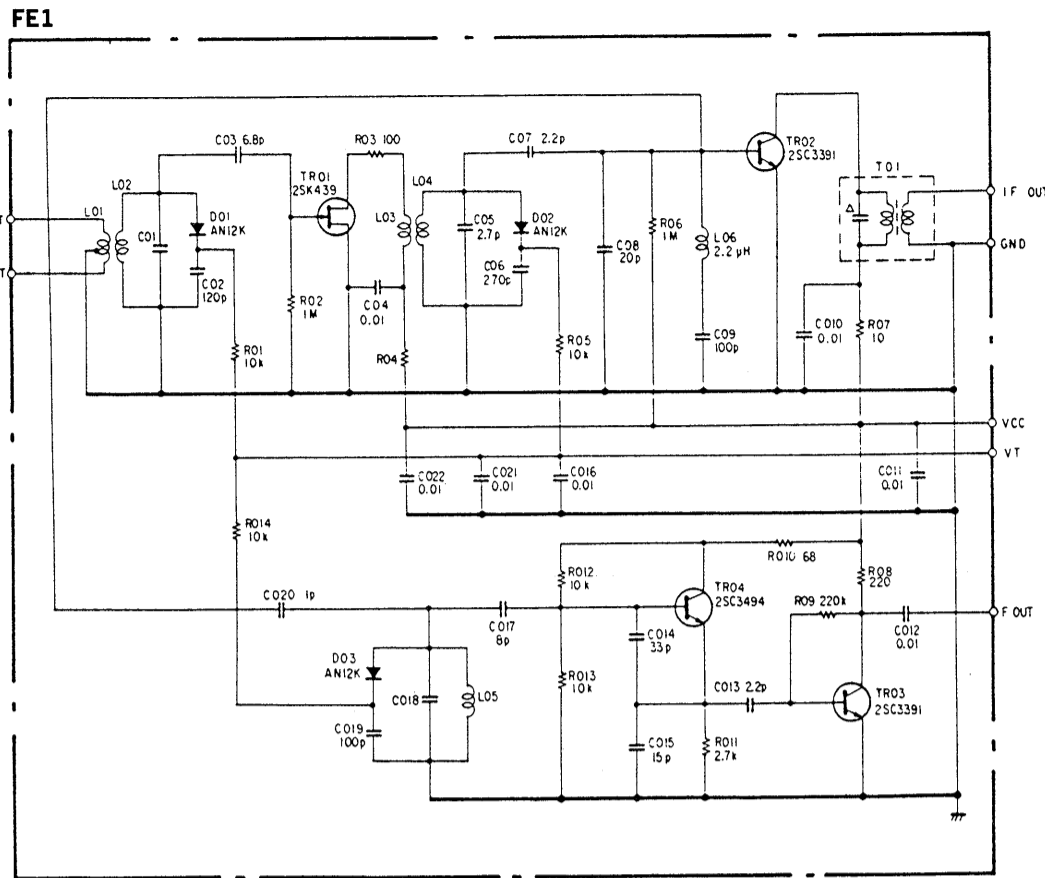 FE1
C03 6.8p
R03 100
C07 2.2p
TR02
2SC3391
TR01
2SK439
T01
L02
L04
IF OUT
L01
D01
AN12K
L03
C05
2.7p
D02
AN12K
R06
1M
Δ
T
C01
C08
20p
L06
2.2 μH
GND
T
C02
120p
C06
270p
R02
1M
C04
0.01
R01
10k
R04
R05
10k
C09
100p
C010
0.01
R07
10
VCC
VT
C022
0.01
C021
0.01
C016
0.01
C011
0.01
R014
10k
R010 68
R012
10k
R08
220
TR04
2SC3494
C020 1p
R09 220k
F OUT
C017
8p
C014
33p
C012
0.01
D03
AN12K
R013
10k
C013 2.2p
TR03
2SC3391
C018
L05
C019
100p
C015
15p
R011
2.7k